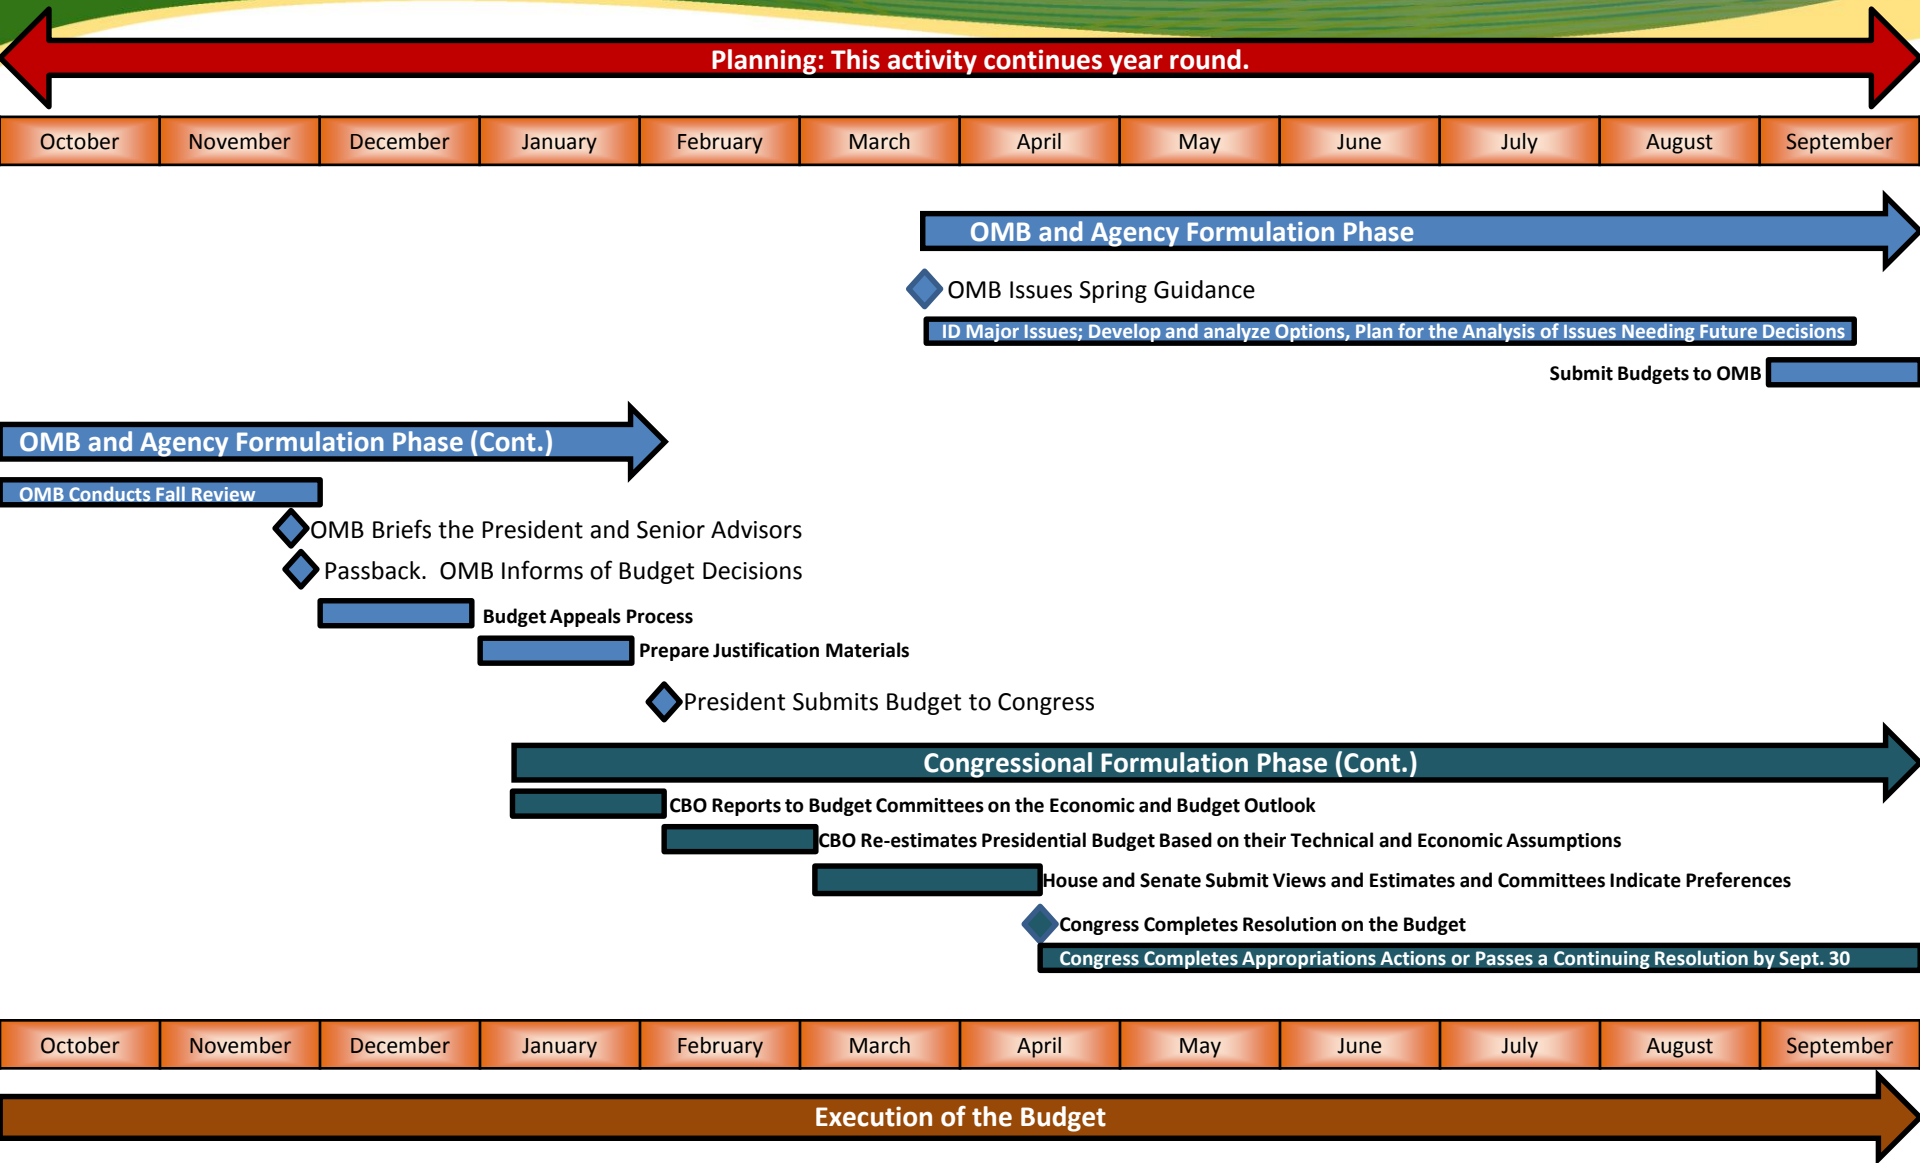 Planning: This activity continues year round.
October November December January February March April May June July August September
OMB and Agency Formulation Phase
OMB Issues Spring Guidance
ID Major Issues; Develop and analyze Options, Plan for the Analysis of Issues Needing Future Decisions
Submit Budgets to OMB
OMB and Agency Formulation Phase (Cont.)
OMB Conducts Fall Review
OMB Briefs the President and Senior Advisors
Passback.  OMB Informs of Budget Decisions
Budget Appeals Process
Prepare Justification Materials
President Submits Budget to Congress
Congressional Formulation Phase (Cont.)
CBO Reports to Budget Committees on the Economic and Budget Outlook
CBO Re-estimates Presidential Budget Based on their Technical and Economic Assumptions
House and Senate Submit Views and Estimates and Committees Indicate Preferences
Congress Completes Resolution on the Budget
Congress Completes Appropriations Actions or Passes a Continuing Resolution by Sept. 30
October November December January February March April May June July August September
Execution of the Budget